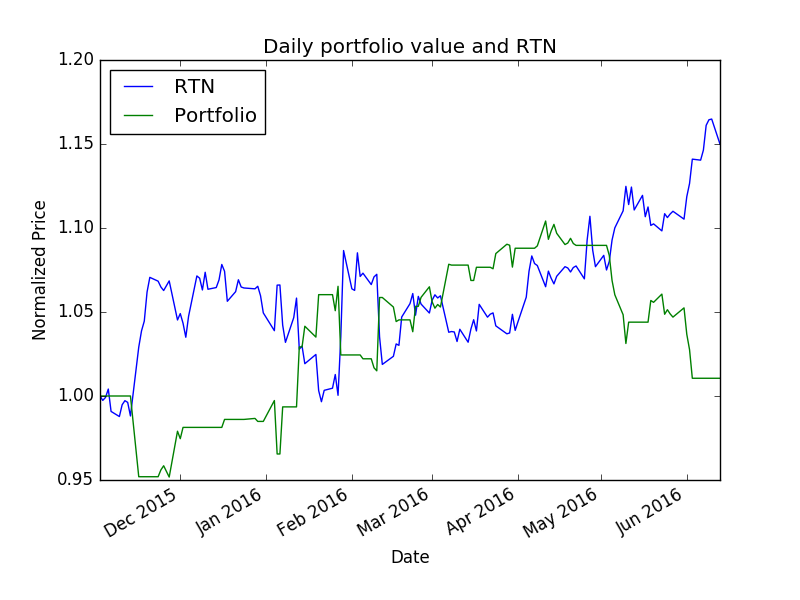 Daily portfolio value and RTN
RTN
Portfolio
1.20
1.15
1.10
1.05
1.00
0.95
Normalized Price
Dec 2015
Jan 2016
Feb 2016
Mar 2016
Apr 2016
May 2016
Jun 2016
Date